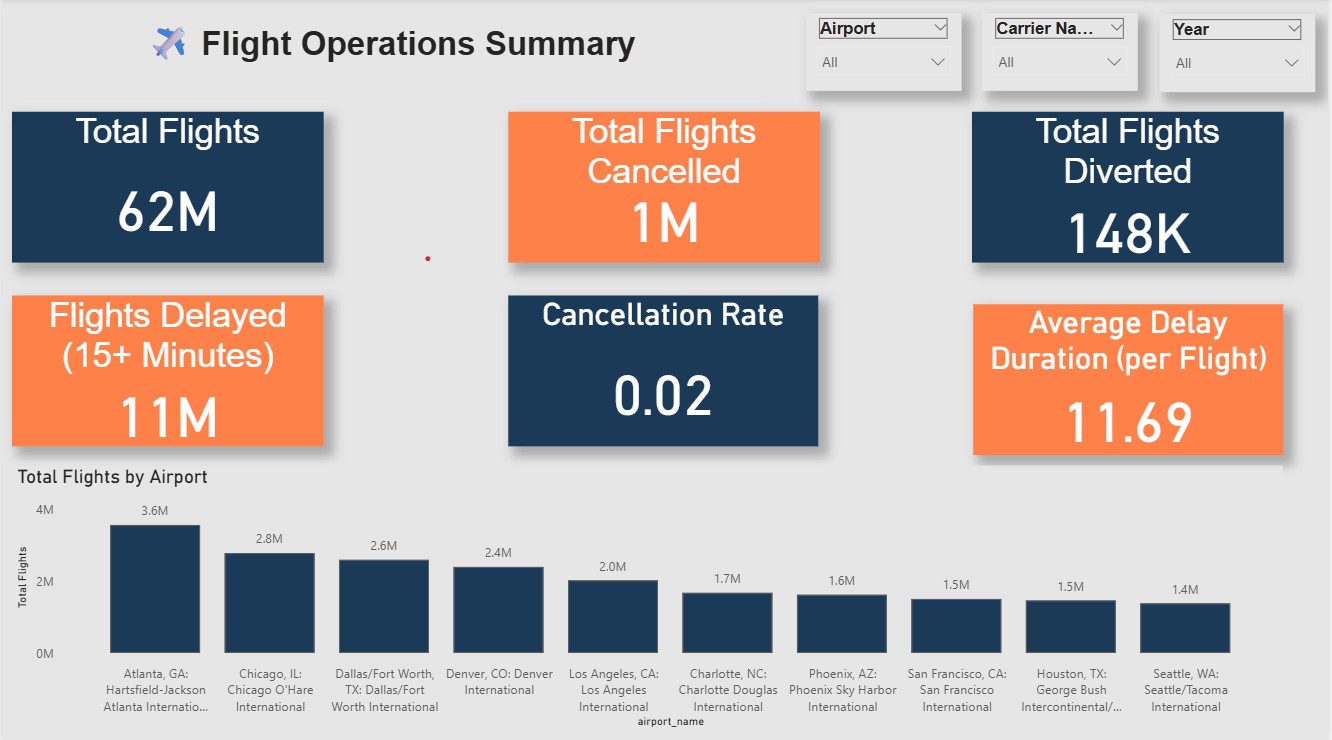 Flight Operations Summary
Airport
All
Carrier Na...
All
Year
All
Total Flights
62M
Total Flights
Cancelled
1M
Total Flights
Diverted
148K
Flights Delayed
(15+ Minutes)
11M
Cancellation Rate
0.02
Average Delay
Duration (per Flight)
11.69
Total Flights by Airport
Total Flights
4M
2M
0M
3.6M
2.8M
2.6M
2.4M
2.0M
1.7M
1.6M
1.5M
1.5M
1.4M
Atlanta, GA:
Hartsfield-Jackson
Atlanta Internatio...
Chicago, IL:
Chicago O'Hare
International
Dallas/Fort Worth,
TX: Dallas/Fort
Worth International
Denver, CO: Denver
International
Los Angeles, CA:
Los Angeles
International
Charlotte, NC:
Charlotte Douglas
International
Phoenix, AZ:
Phoenix Sky Harbor
International
San Francisco, CA:
San Francisco
International
Houston, TX:
George Bush
Intercontinental/...
Seattle, WA:
Seattle/Tacoma
International
airport_name